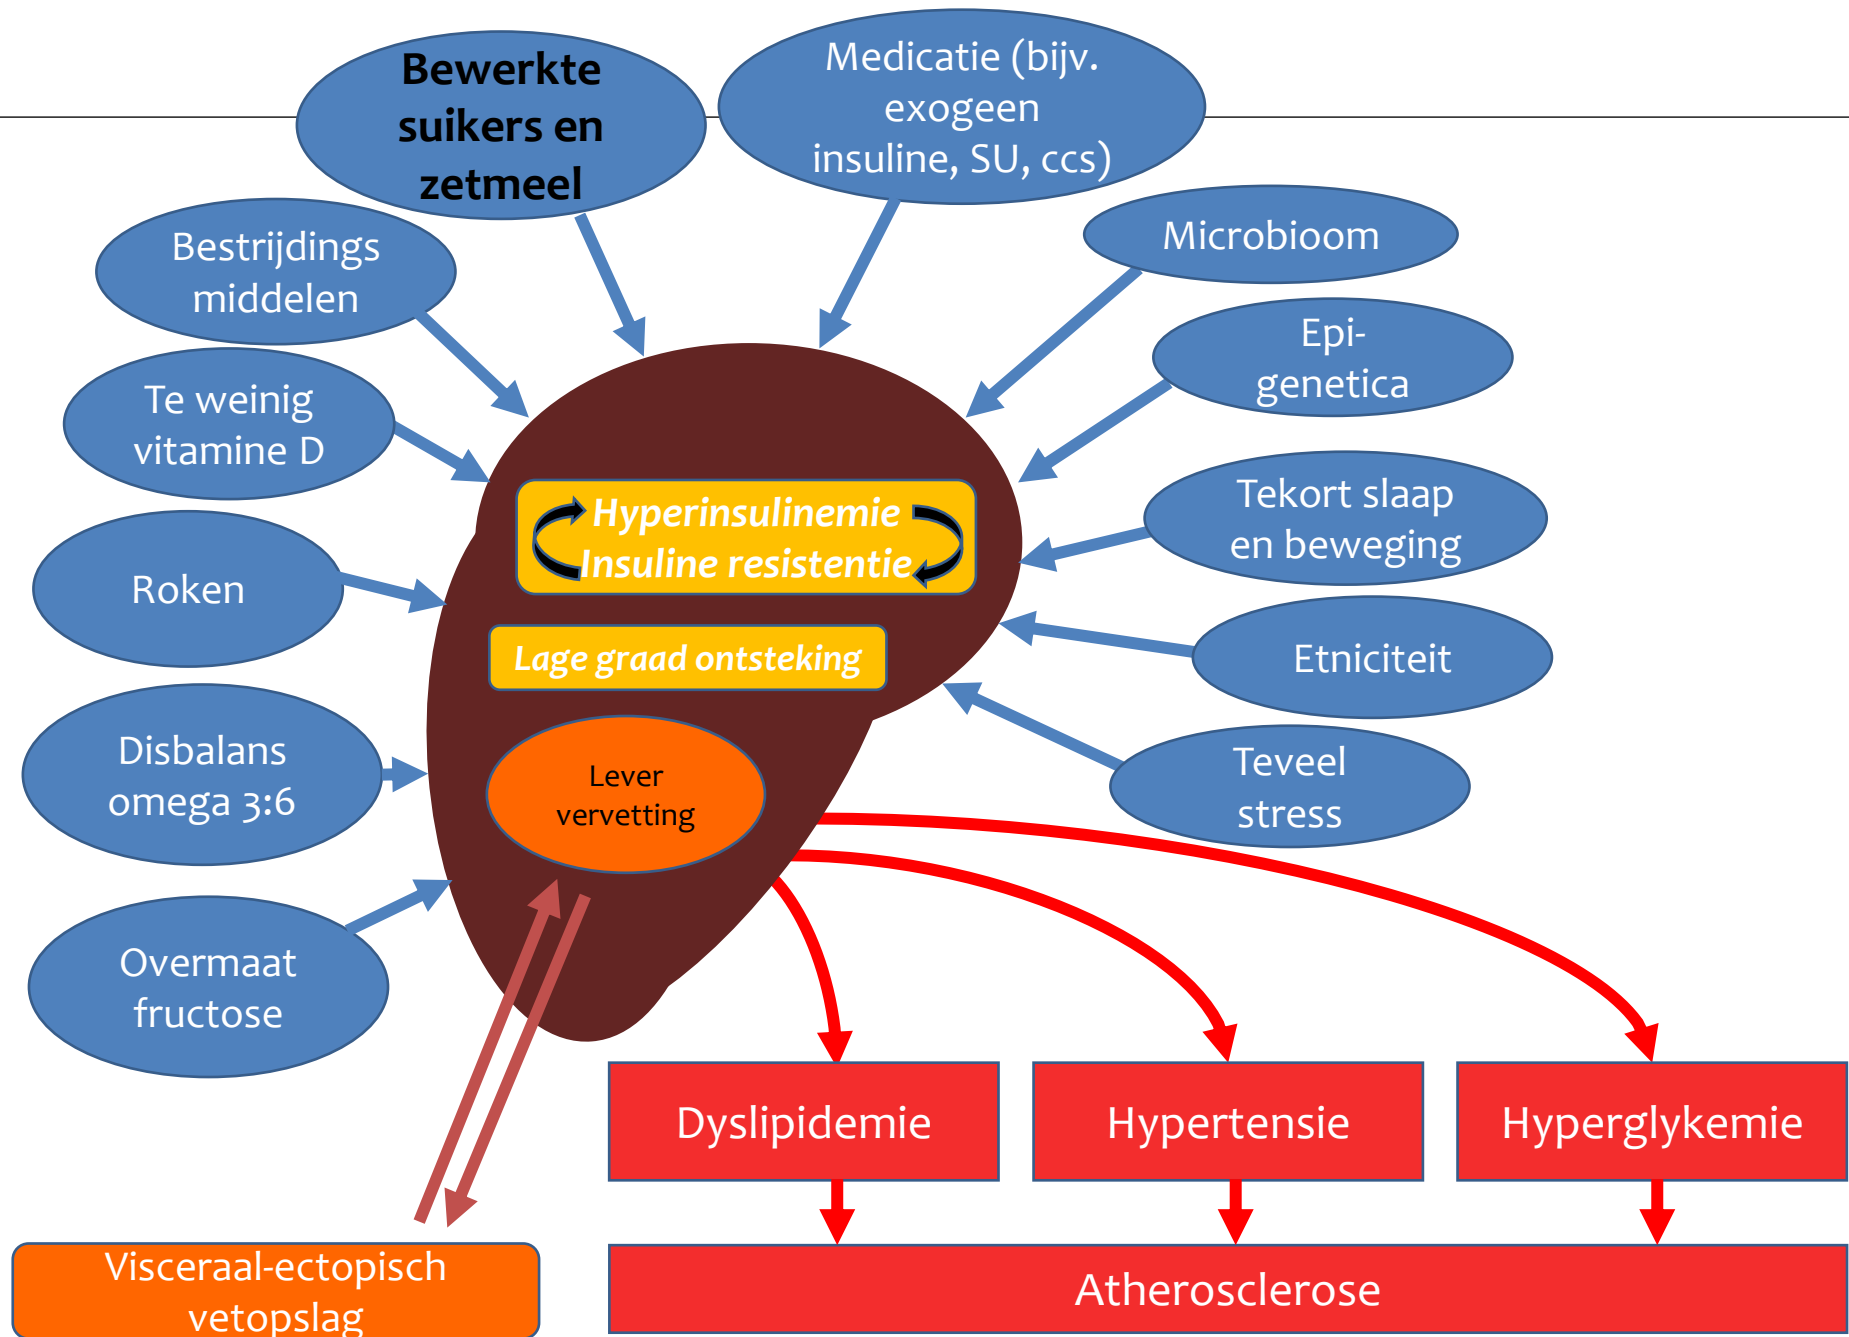 Bewerkte
suikers en
zetmeel
Medicatie (bijv.
exogeen
insuline, SU, ccs)
Bestrijdings
middelen
Microbioom
Te weinig
vitamine D
Epi-
genetica
Roken
Hyperinsulinemie
Insuline resistentie
Tekort slaap
en beweging
Lage graad ontsteking
Etniciteit
Disbalans
omega 3:6
Lever
vervetting
Teveel
stress
Overmaat
fructose
Dyslipidemie
Hypertensie
Hyperglykemie
Visceraal-ectopisch
vetopslag
Atherosclerose